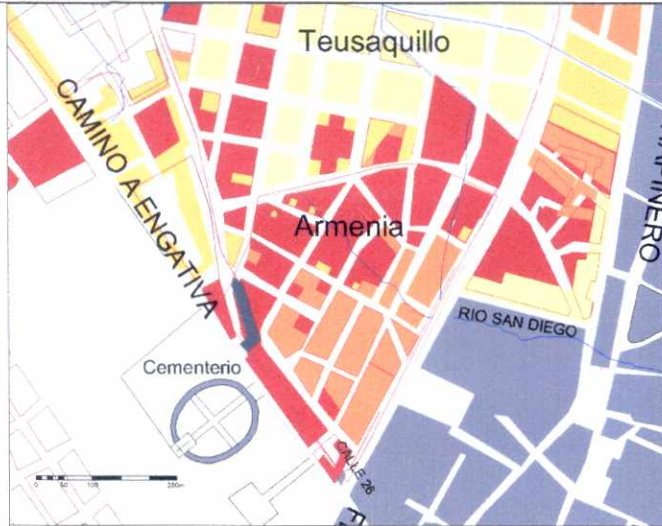 Teusaquillo
CAMINO A ENGATIVA
Armenia
RIO SAN DIEGO
Cementerio
CALLE 26